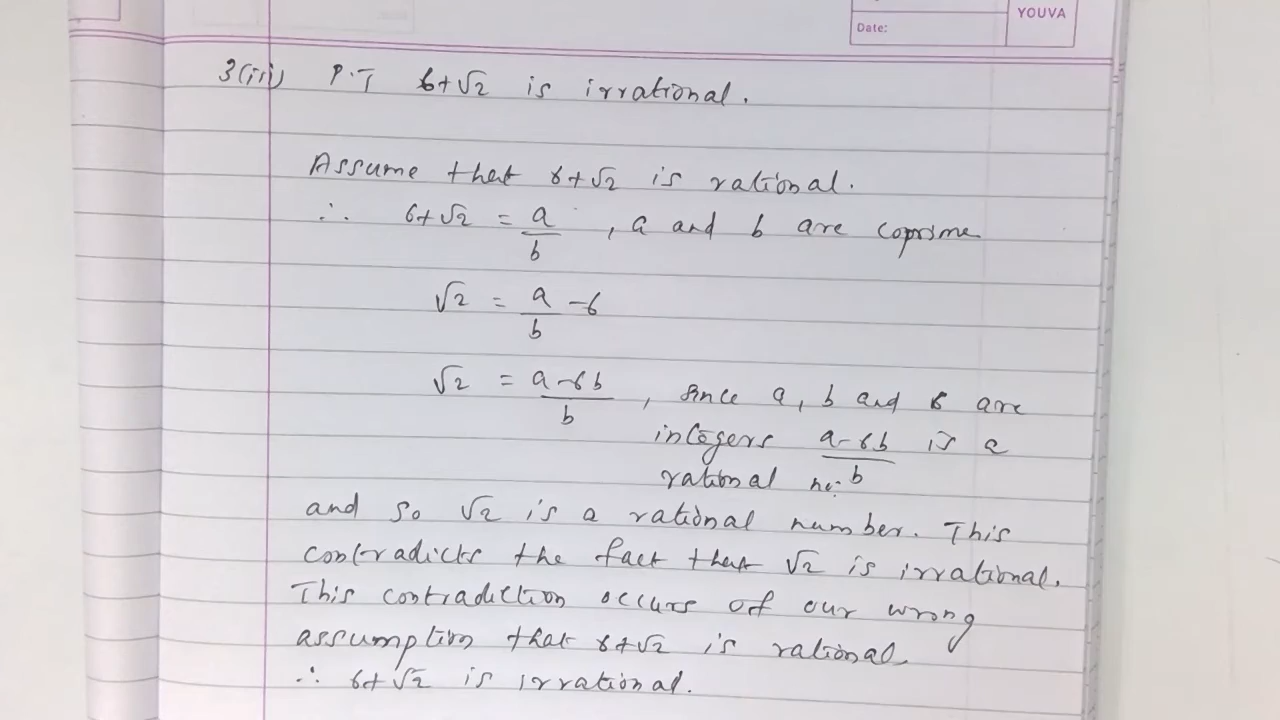 YOUVA
Date:
3(iii) P.T 6+√2 is irrational.
Assume that 6+√2 is rational.
∴ 6+√2 = a/b , a and b are coprime
√2 = a/b - 6
√2 = (a-6b)/b , since a, b and 6 are
integers (a-6b)/b is a
rational no.
and so √2 is a rational number. This
contradicts the fact that √2 is irrational.
This contradiction occurs of our wrong
assumption that 6+√2 is rational.
∴ 6+√2 is irrational.